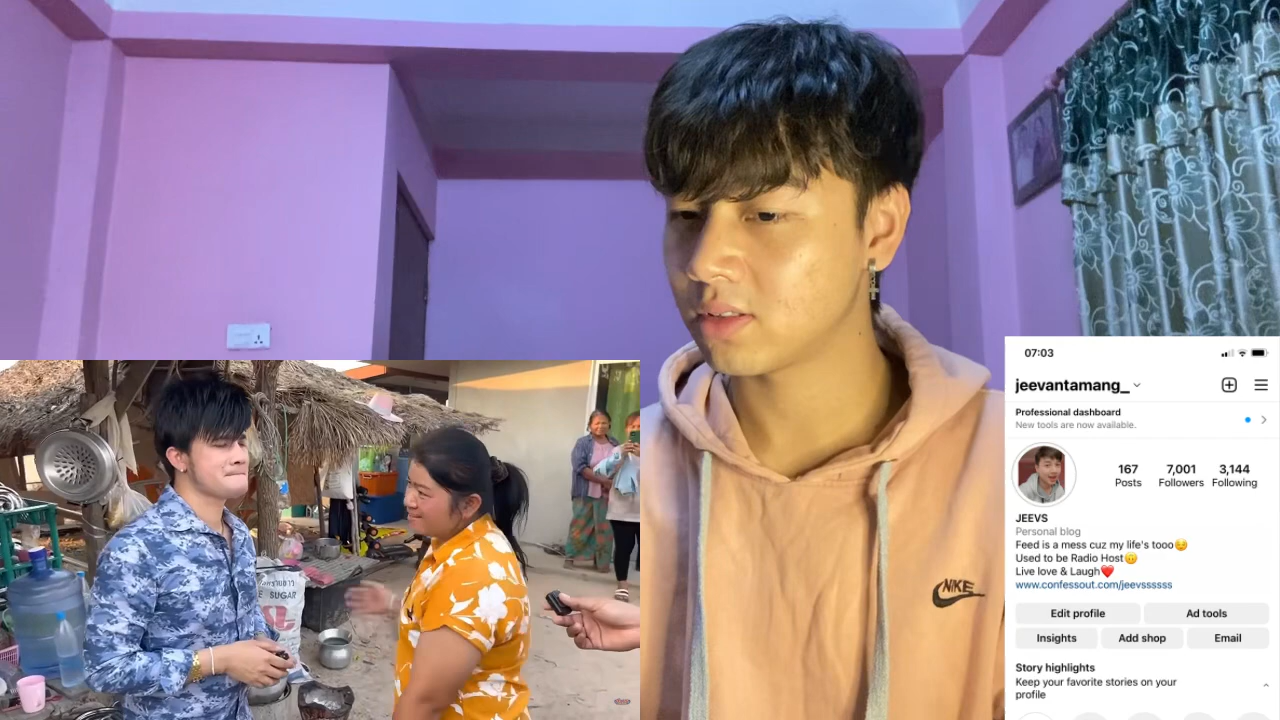 NIKE
E SUGAR
07:03
jeevantamang_
Professional dashboard
New tools are now available.
167 7,001 3,144
Posts Followers Following
JEEVS
Personal blog
Feed is a mess cuz my life's tooo😏
Used to be Radio Host🙃
Live love & Laugh❤️
www.confessout.com/jeevssssss
Edit profile Ad tools
Insights Add shop Email
Story highlights
Keep your favorite stories on your
profile